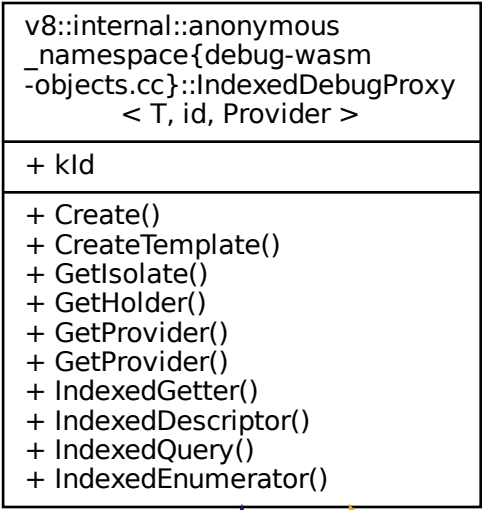 v8::internal::anonymous
_namespace{debug-wasm
-objects.cc}::IndexedDebugProxy
< T, id, Provider >
+ kId
+ Create()
+ CreateTemplate()
+ GetIsolate()
+ GetHolder()
+ GetProvider()
+ GetProvider()
+ IndexedGetter()
+ IndexedDescriptor()
+ IndexedQuery()
+ IndexedEnumerator()